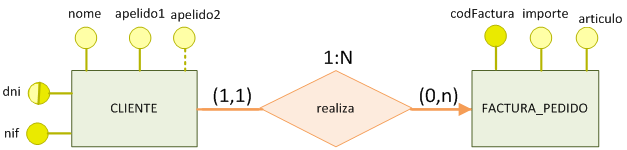 nome apelido1 apelido2
codFactura importe articulo
1:N
dni
CLIENTE
(1,1)
realiza
(0,n)
FACTURA_PEDIDO
nif